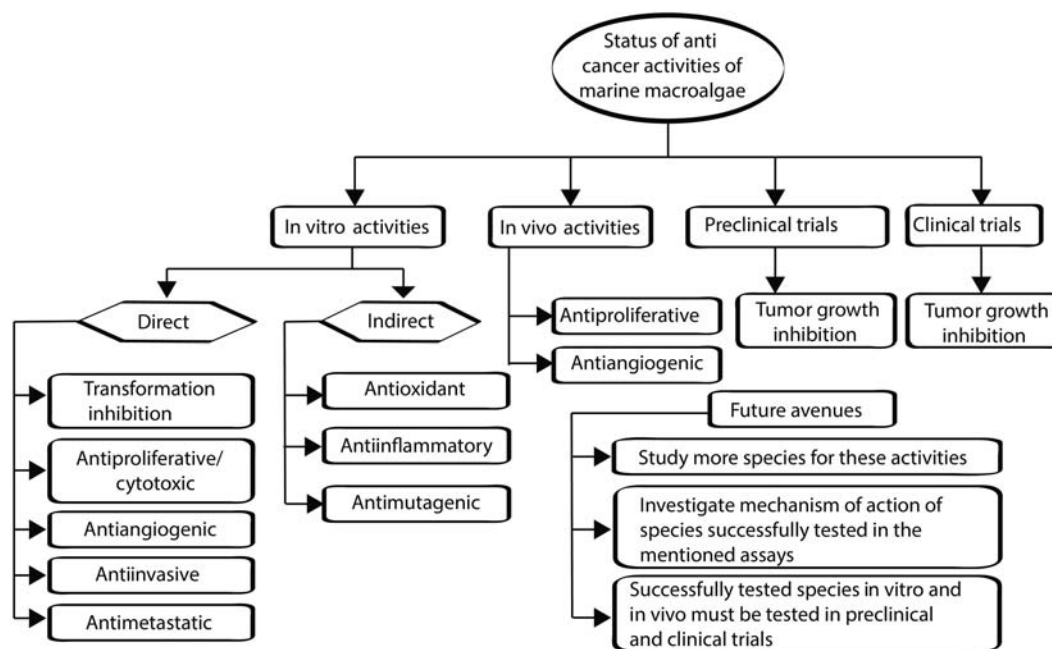 Status of anti
cancer activities of
marine macroalgae
In vitro activities
In vivo activities
Preclinical trials
Clinical trials
Direct
Indirect
Antiproliferative
Antiangiogenic
Tumor growth
inhibition
Tumor growth
inhibition
Transformation
inhibition
Antiproliferative/
cytotoxic
Antiangiogenic
Antiinvasive
Antimetastatic
Antioxidant
Antiinflammatory
Antimutagenic
Future avenues
Study more species for these activities
Investigate mechanism of action of
species successfully tested in the
mentioned assays
Successfully tested species in vitro and
in vivo must be tested in preclinical
and clinical trials